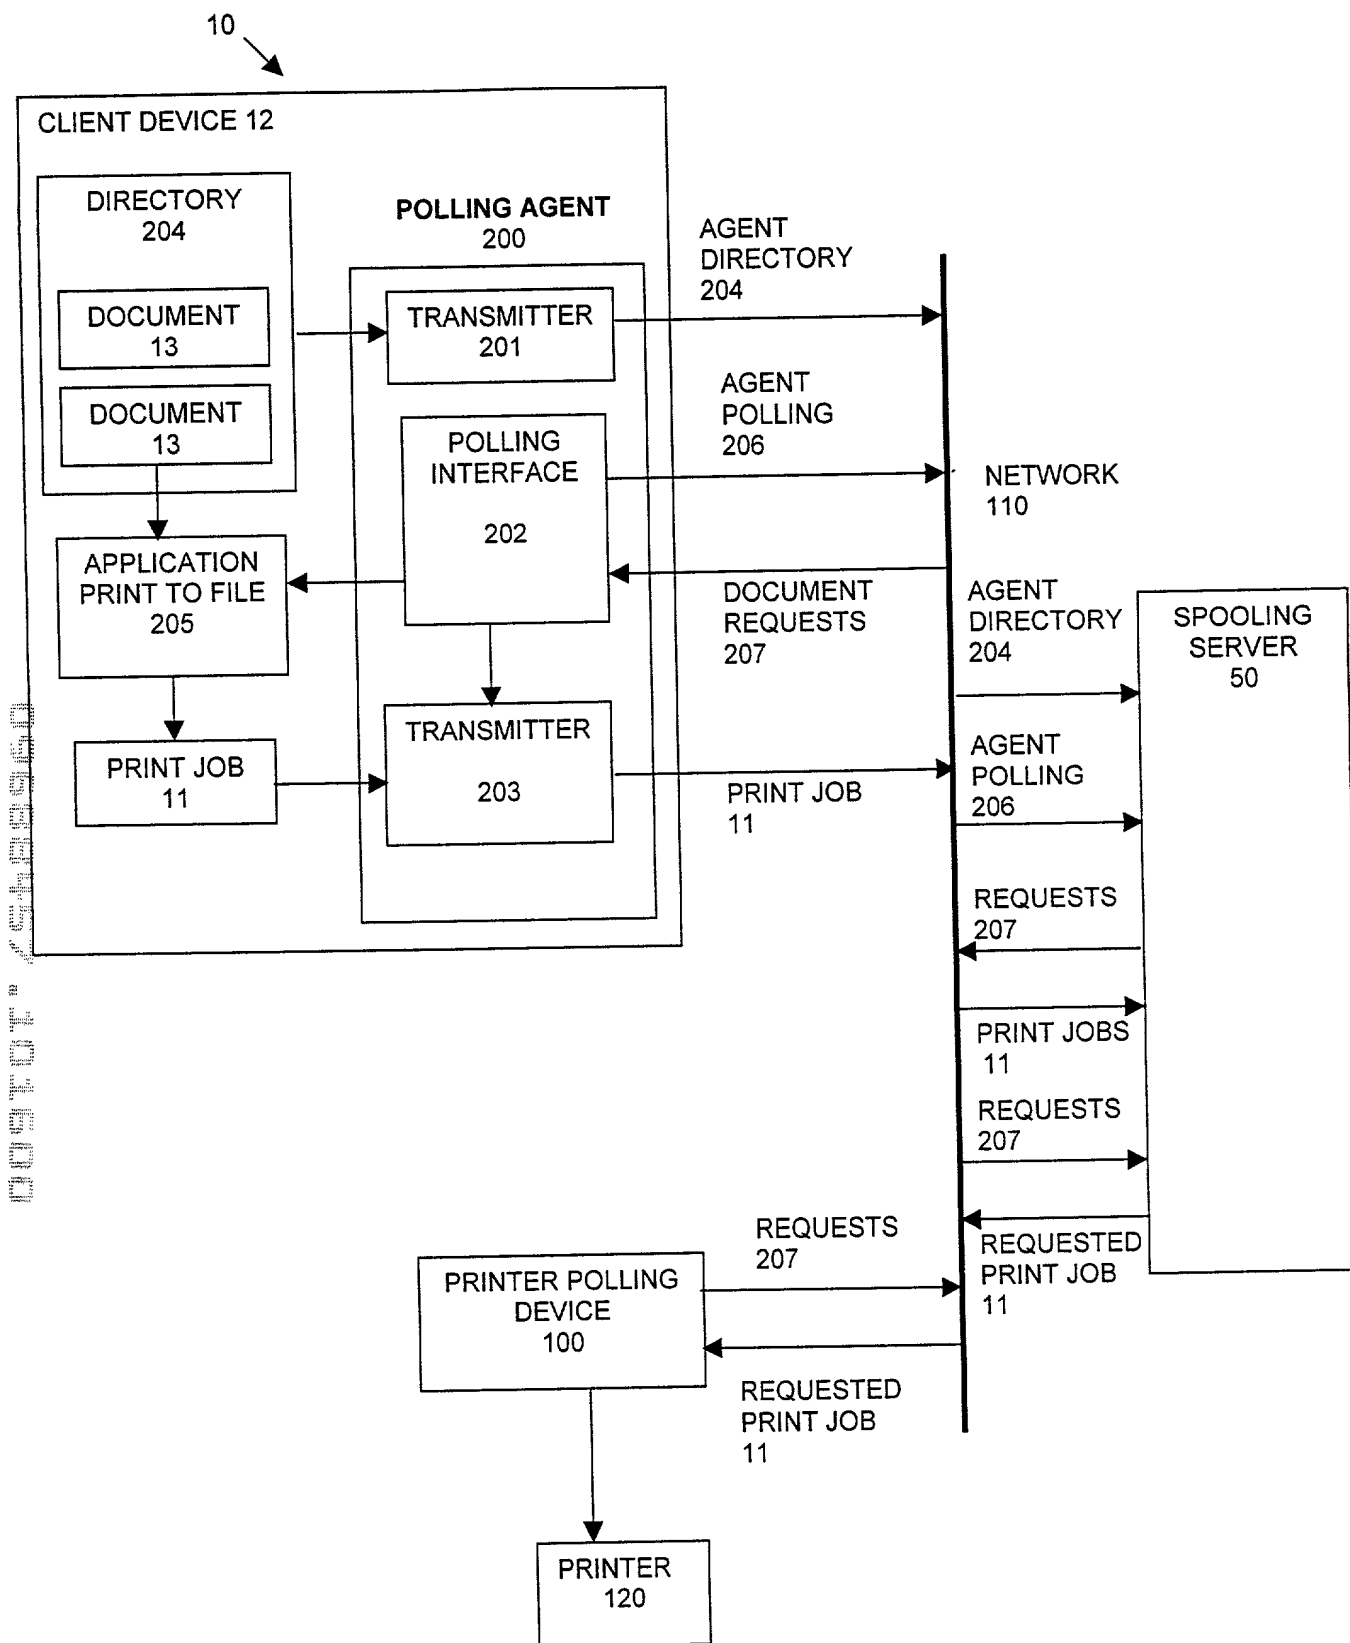 10
CLIENT DEVICE 12
DIRECTORY
204
DOCUMENT
13
DOCUMENT
13
APPLICATION
PRINT TO FILE
205
PRINT JOB
11
POLLING AGENT
200
TRANSMITTER
201
POLLING
INTERFACE
202
TRANSMITTER
203
AGENT
DIRECTORY
204
AGENT
POLLING
206
DOCUMENT
REQUESTS
207
PRINT JOB
11
NETWORK
110
AGENT
DIRECTORY
204
AGENT
POLLING
206
REQUESTS
207
PRINT JOBS
11
REQUESTS
207
REQUESTED
PRINT JOB
11
SPOOLING
SERVER
50
REQUESTS
207
PRINTER POLLING
DEVICE
100
REQUESTED
PRINT JOB
11
PRINTER
120